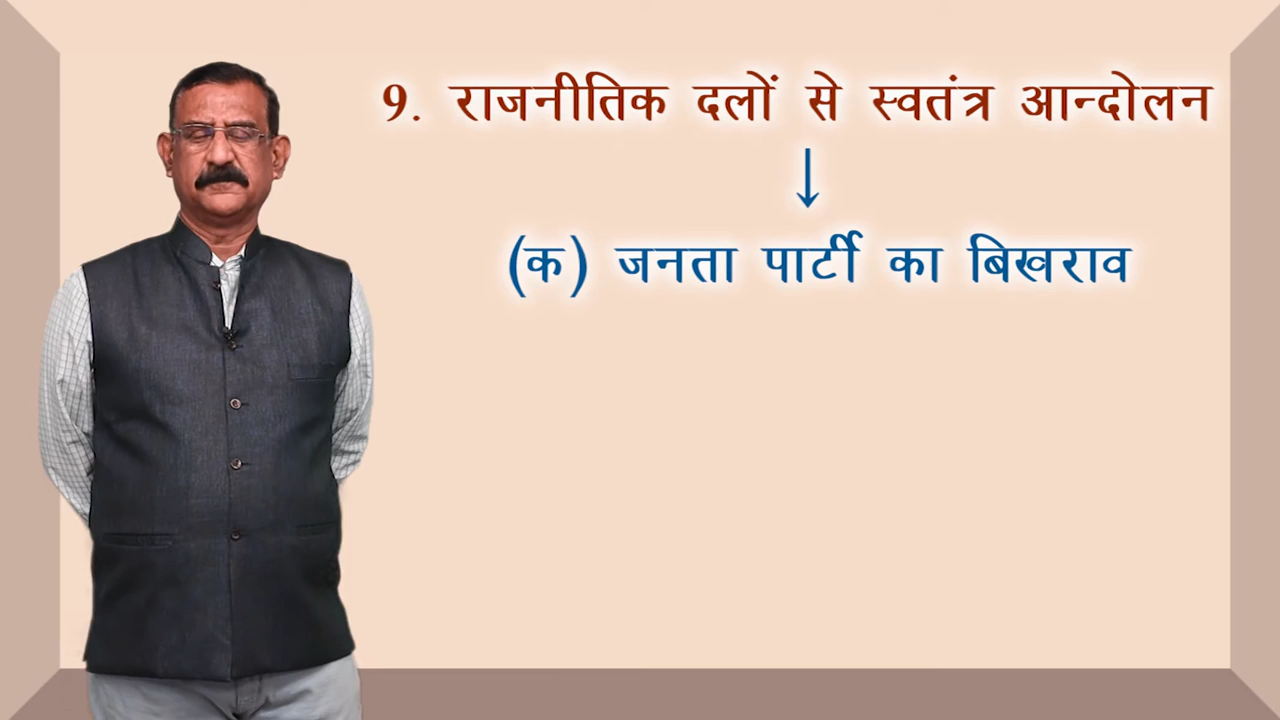 9. राजनीतिक दलों से स्वतंत्र आन्दोलन
↓
(क) जनता पार्टी का बिखराव